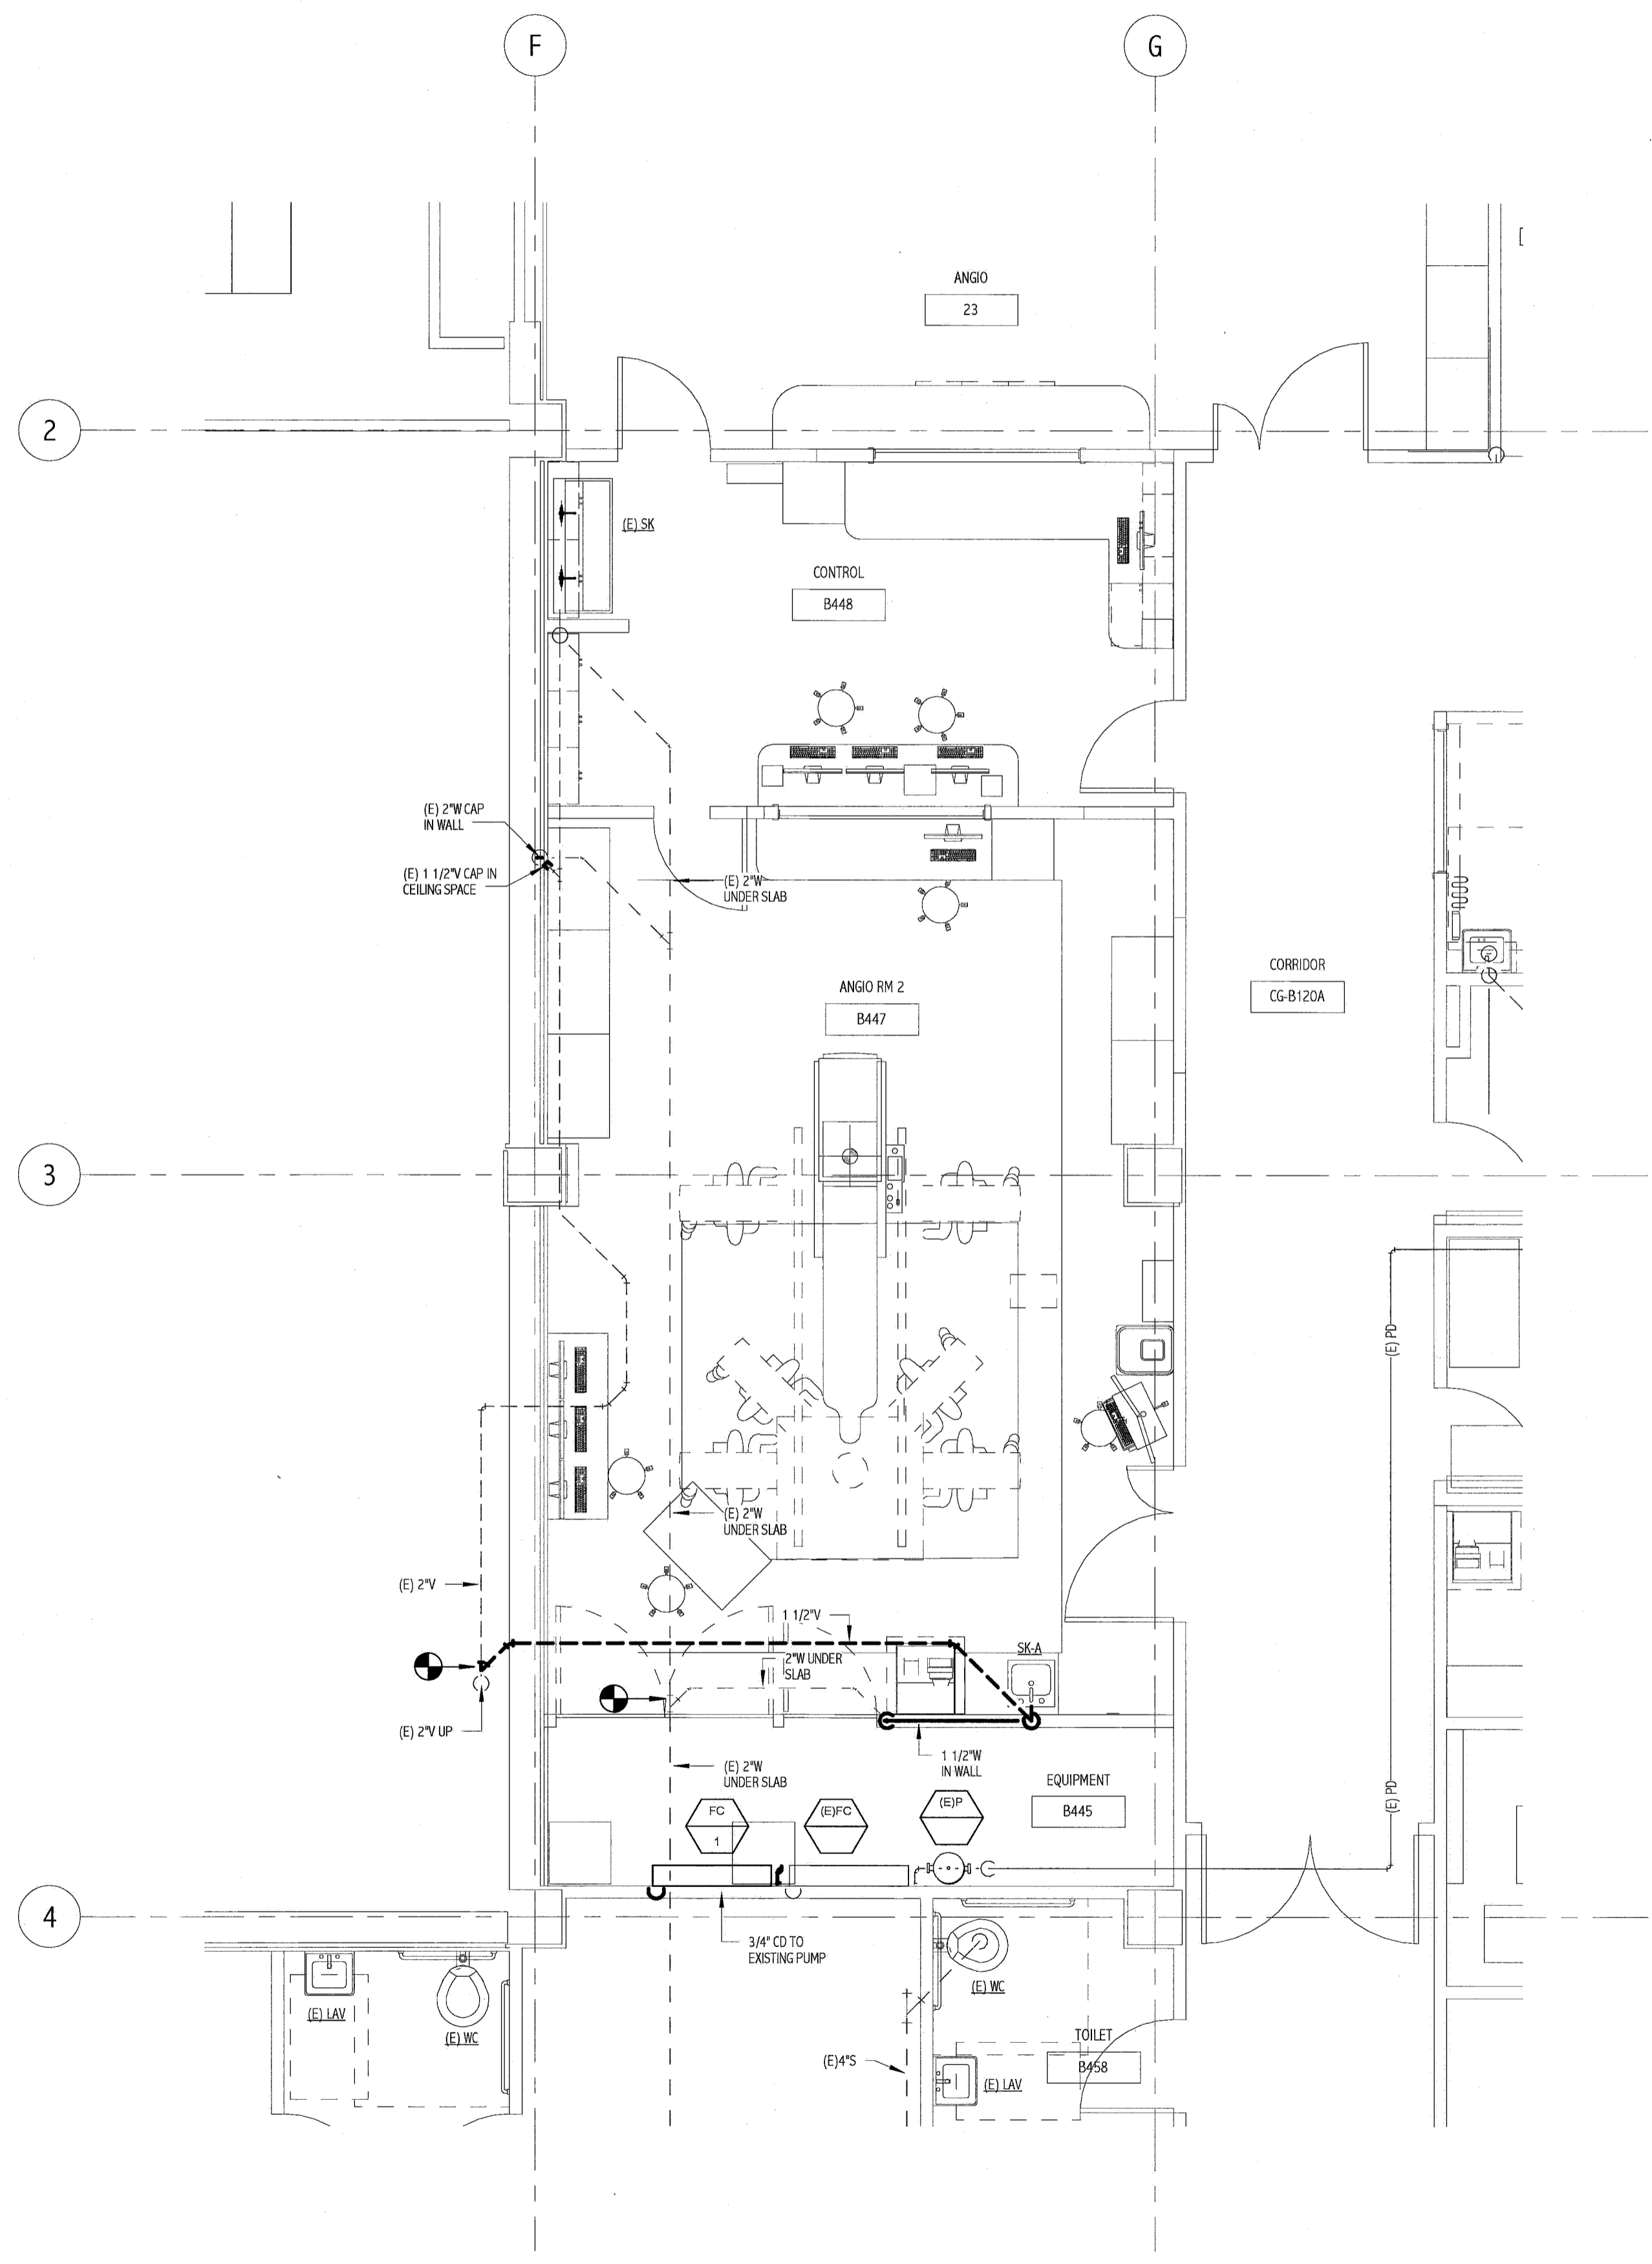 F
G
ANGIO
23
2
(E) SK
CONTROL
B448
(E) 2"W CAP
IN WALL
(E) 1 1/2"V CAP IN
CEILING SPACE
(E) 2"W
UNDER SLAB
ANGIO RM 2
B447
CORRIDOR
CG-B120A
3
(E) PD
(E) 2"W
UNDER SLAB
(E) 2"V
1 1/2"V
SK-A
2"W UNDER
SLAB
(E) 2"V UP
1 1/2"W
IN WALL
(E) 2"W
UNDER SLAB
EQUIPMENT
B445
(E) PD
FC
1
(E)FC
(E)P
4
3/4" CD TO
EXISTING PUMP
(E) LAV
(E) WC
(E) WC
TOILET
B458
(E)4"S
(E) LAV